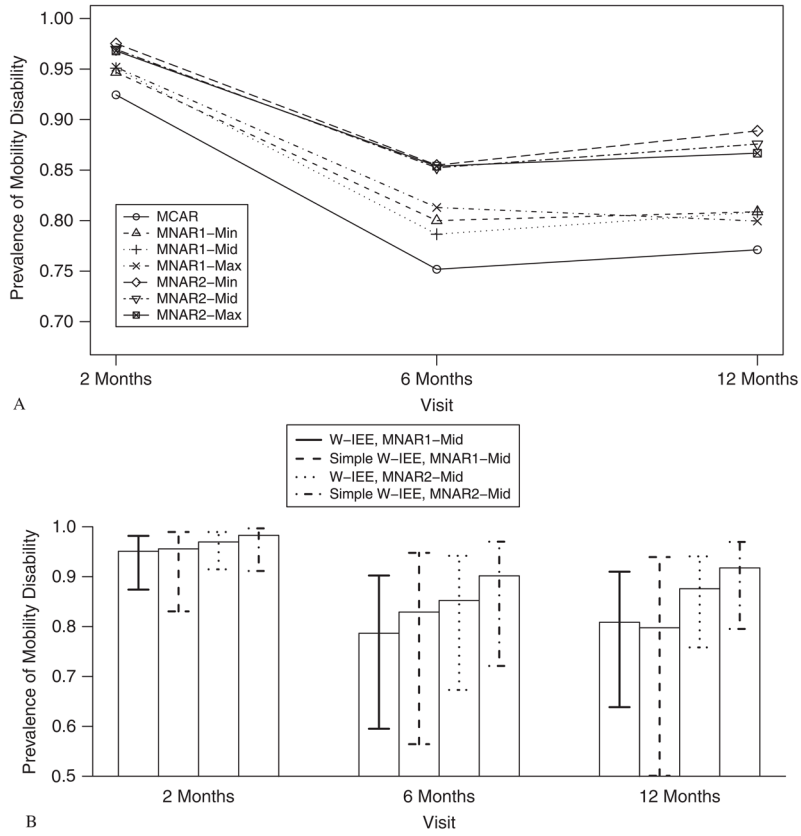 1.00
0.95
0.90
0.85
0.80
0.75
0.70
Prevalence of Mobility Disability
MCAR
MNAR1−Min
MNAR1−Mid
MNAR1−Max
MNAR2−Min
MNAR2−Mid
MNAR2−Max
2 Months 6 Months 12 Months
Visit
A
W−IEE, MNAR1−Mid
Simple W−IEE, MNAR1−Mid
W−IEE, MNAR2−Mid
Simple W−IEE, MNAR2−Mid
1.0
0.9
0.8
0.7
0.6
0.5
Prevalence of Mobility Disability
2 Months 6 Months 12 Months
Visit
B